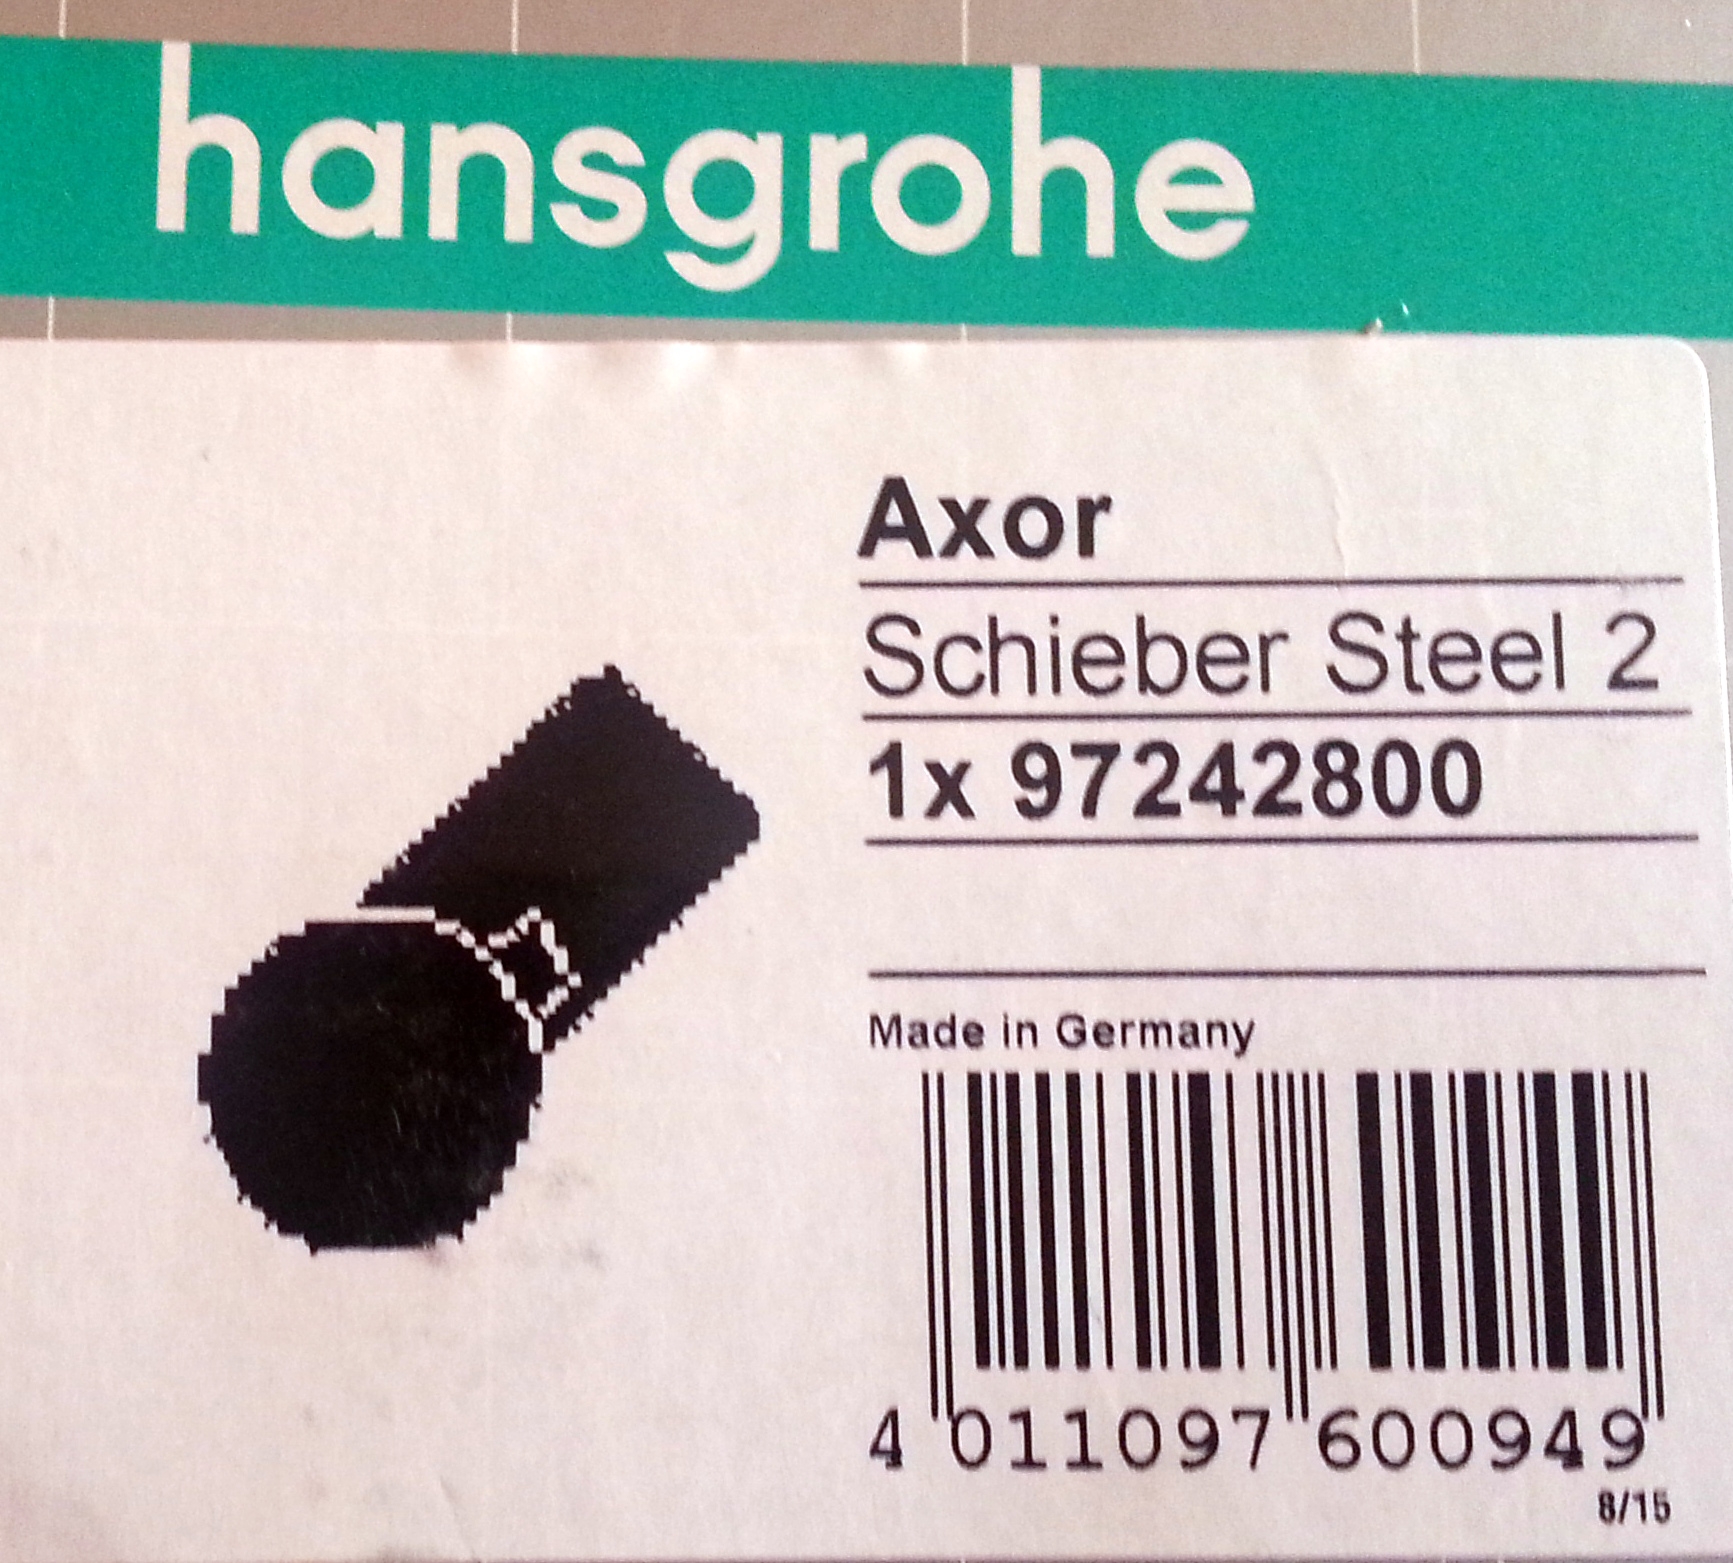 hansgrohe
Axor
Schieber Steel 2
1x 97242800
Made in Germany
4 011097 600949
8/15